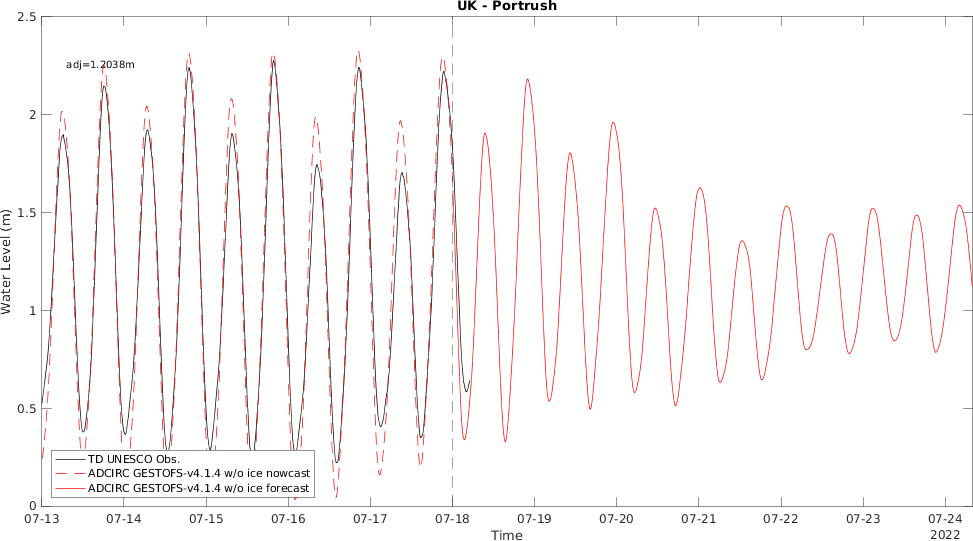 UK - Portrush
2.5
adj=1.2038m
2
1.5
Water Level (m)
1
0.5
TD UNESCO Obs.
ADCIRC GESTOFS-v4.1.4 w/o ice nowcast
ADCIRC GESTOFS-v4.1.4 w/o ice forecast
0
07-13 07-14 07-15 07-16 07-17 07-18 07-19 07-20 07-21 07-22 07-23 07-24
Time
2022